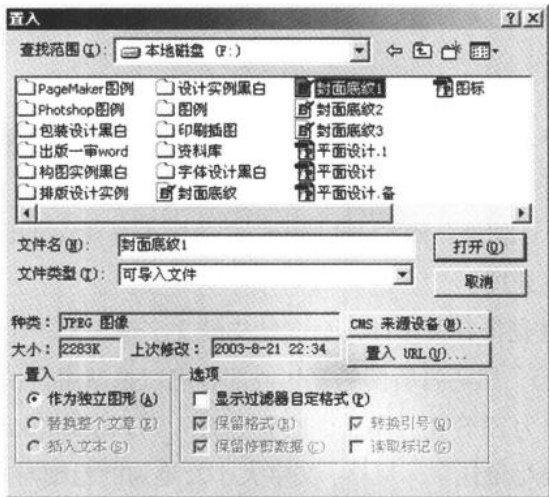 置入
查找范围(I): 本地磁盘 (F:)
PageMaker图例 设计实例黑白 封面底纹1 图标
Photshop图例 图例 封面底纹2
包装设计黑白 印刷插图 封面底纹3
出版一审word 资料库 平面设计.1
构图实例黑白 字体设计黑白 平面设计
排版设计实例 封面底纹 平面设计.备
文件名(N): 封面底纹1 打开(O)
文件类型(T): 可导入文件 取消
种类: JPEG 图像 CMS 来源设备(M)...
大小: 2283K 上次修改: 2003-8-21 22:34 置入 URL(U)...
置入 选项
作为独立图形(A) 显示过滤器自定格式(P)
替换整个文章(E) 保留格式(R) 转换引号(Q)
插入文本(S) 保留修剪数据(C) 读取标记(G)